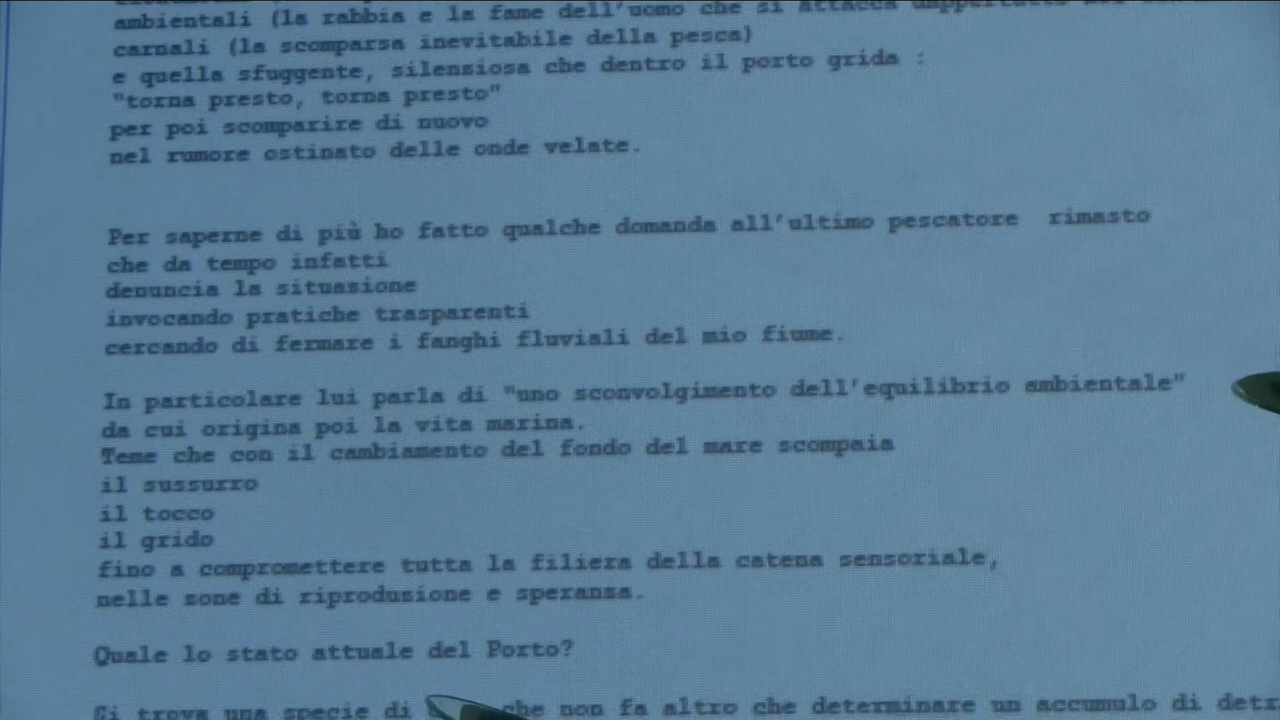 ambientali (la rabbia e la fame dell'uomo che si attacca dappertutto
carnali (la scomparsa inevitabile della pesca)
e quella sfuggente, silenziosa che dentro il porto grida :
"torna presto, torna presto"
per poi scomparire di nuovo
nel rumore ostinato delle onde velate.
Per saperne di più ho fatto qualche domanda all'ultimo pescatore rimasto
che da tempo infatti
denuncia la situazione
invocando pratiche trasparenti
cercando di fermare i fanghi fluviali del mio fiume.
In particolare lui parla di "uno sconvolgimento dell'equilibrio ambientale"
da cui origina poi la vita marina.
Teme che con il cambiamento del fondo del mare scompaia
il sussurro
il tocco
il grido
fino a compromettere tutta la filiera della catena sensoriale,
nelle zone di riproduzione e speranza.
Quale lo stato attuale del Porto?
Si trova una specie di che non fa altro che determinare un accumulo di